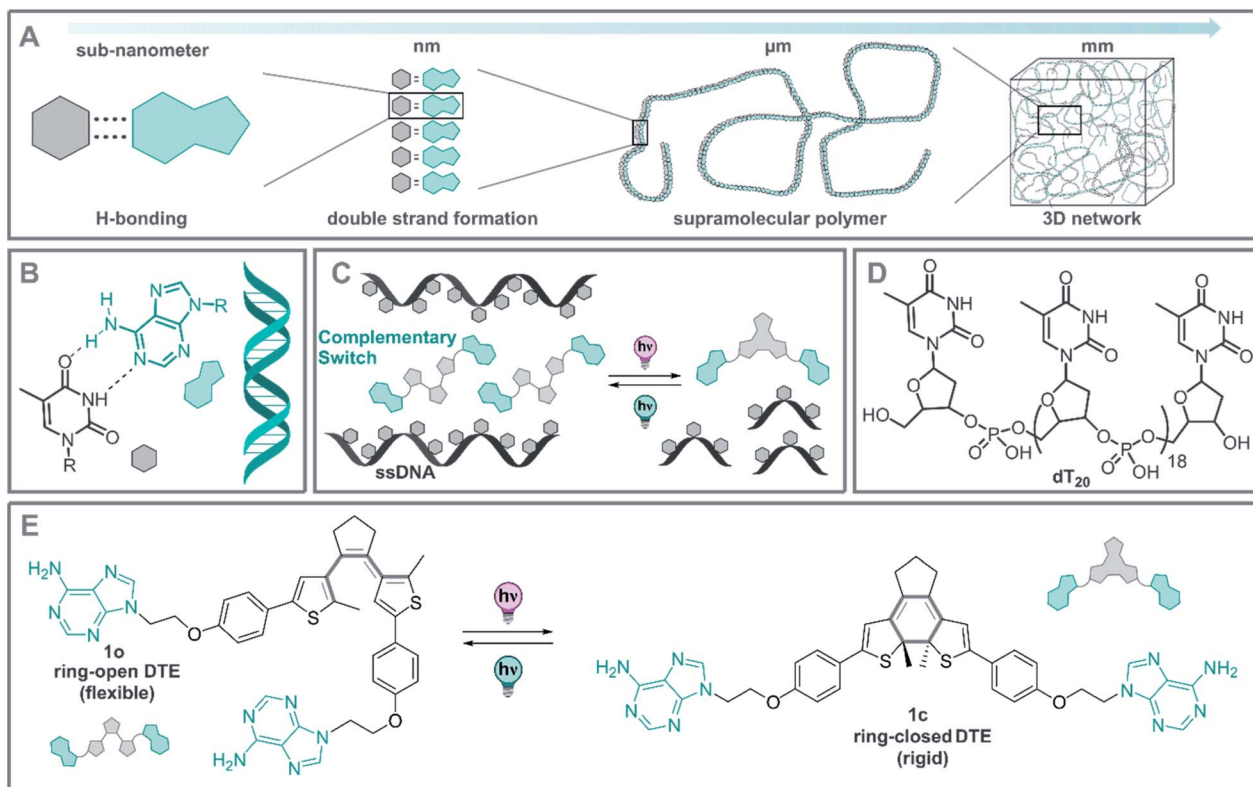 A
sub-nanometer
nm
µm
mm
H-bonding
double strand formation
supramolecular polymer
3D network
B
H
N
N
N
R
N
H
N
N
O
NH
N
O
R
C
Complementary
Switch
hν
hν
ssDNA
D
O
O
O
NH
NH
NH
N
O
N
O
N
O
HO
O
O
O
O
O
O
P
O
OH
O
P
O
OH
OH
18
dT20
E
NH2
N
N
N
N
1o
ring-open DTE
(flexible)
O
S
S
O
N
N
N
N
H2N
hν
hν
S
S
O
O
NH2
N
N
N
N
N
N
N
N
NH2
1c
ring-closed DTE
(rigid)